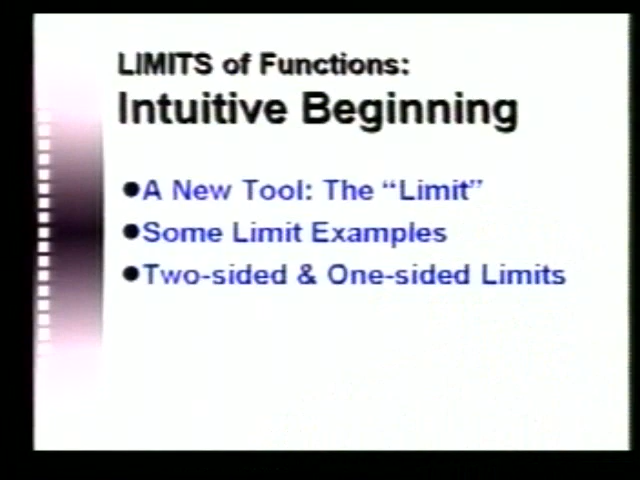 LIMITS of Functions:
Intuitive Beginning
●A New Tool: The “Limit”
●Some Limit Examples
●Two-sided & One-sided Limits